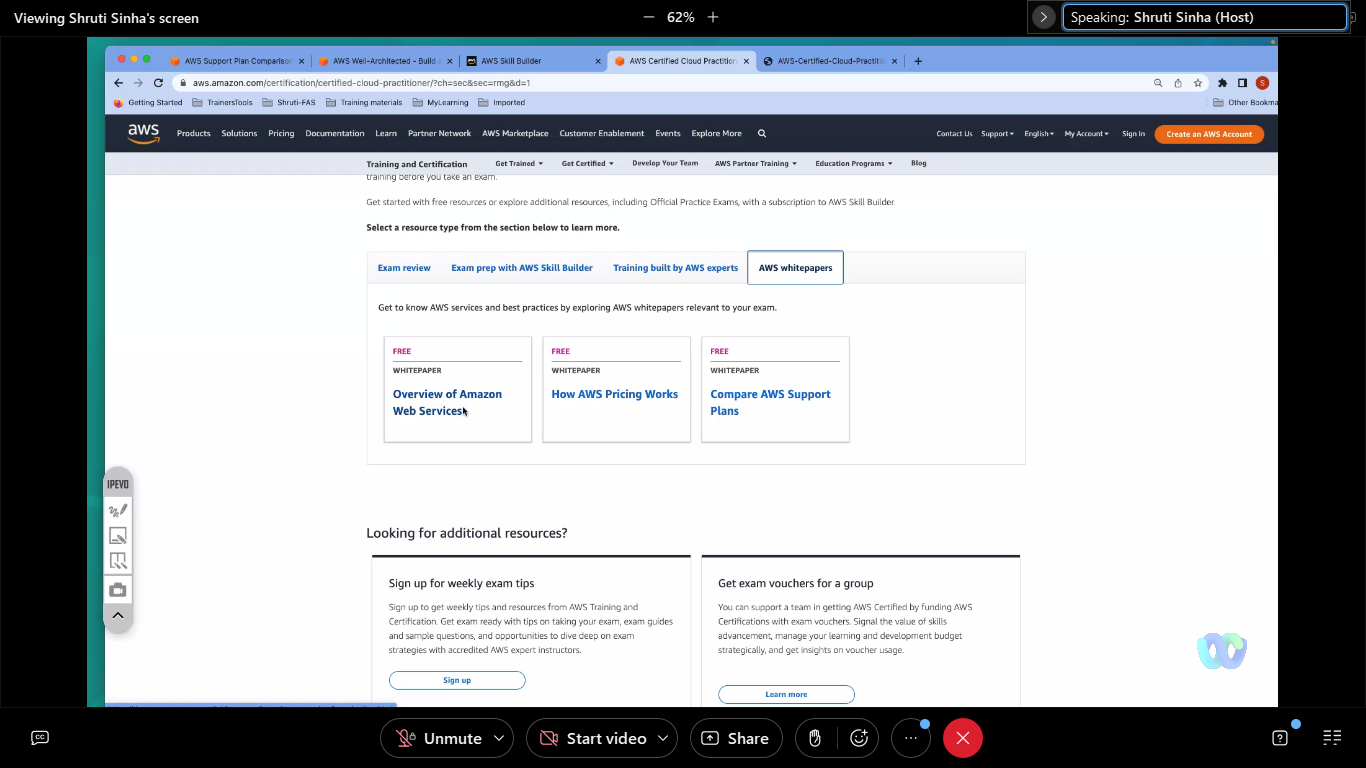 Viewing Shruti Sinha's screen
62%
Speaking: Shruti Sinha (Host)
AWS Support Plan Comparison
AWS Well-Architected – Build
AWS Skill Builder
AWS Certified Cloud Practition
AWS-Certified-Cloud-Practiti
aws.amazon.com/certification/certified-cloud-practitioner/?ch=sec&sec=rmg&d=1
S
Getting Started
TrainersTools
Shruti-FAS
Training materials
MyLearning
Imported
Other Bookma
aws
Products
Solutions
Pricing
Documentation
Learn
Partner Network
AWS Marketplace
Customer Enablement
Events
Explore More
Contact Us
Support
English
My Account
Sign In
Create an AWS Account
Training and Certification
Get Trained
Get Certified
Develop Your Team
AWS Partner Training
Education Programs
Blog
training before you take an exam.
Get started with free resources or explore additional resources, including Official Practice Exams, with a subscription to AWS Skill Builder.
Select a resource type from the section below to learn more.
Exam review
Exam prep with AWS Skill Builder
Training built by AWS experts
AWS whitepapers
Get to know AWS services and best practices by exploring AWS whitepapers relevant to your exam.
FREE
WHITEPAPER
Overview of Amazon
Web Services
FREE
WHITEPAPER
How AWS Pricing Works
FREE
WHITEPAPER
Compare AWS Support
Plans
IPEVO
Looking for additional resources?
Sign up for weekly exam tips
Sign up to get weekly tips and resources from AWS Training and
Certification. Get exam ready with tips on taking your exam, exam guides
and sample questions, and opportunities to dive deep on exam
strategies with accredited AWS expert instructors.
Sign up
Get exam vouchers for a group
You can support a team in getting AWS Certified by funding AWS
Certifications with exam vouchers. Signal the value of skills
advancement, manage your learning and development budget
strategically, and get insights on voucher usage.
Learn more
CC
Unmute
Start video
Share